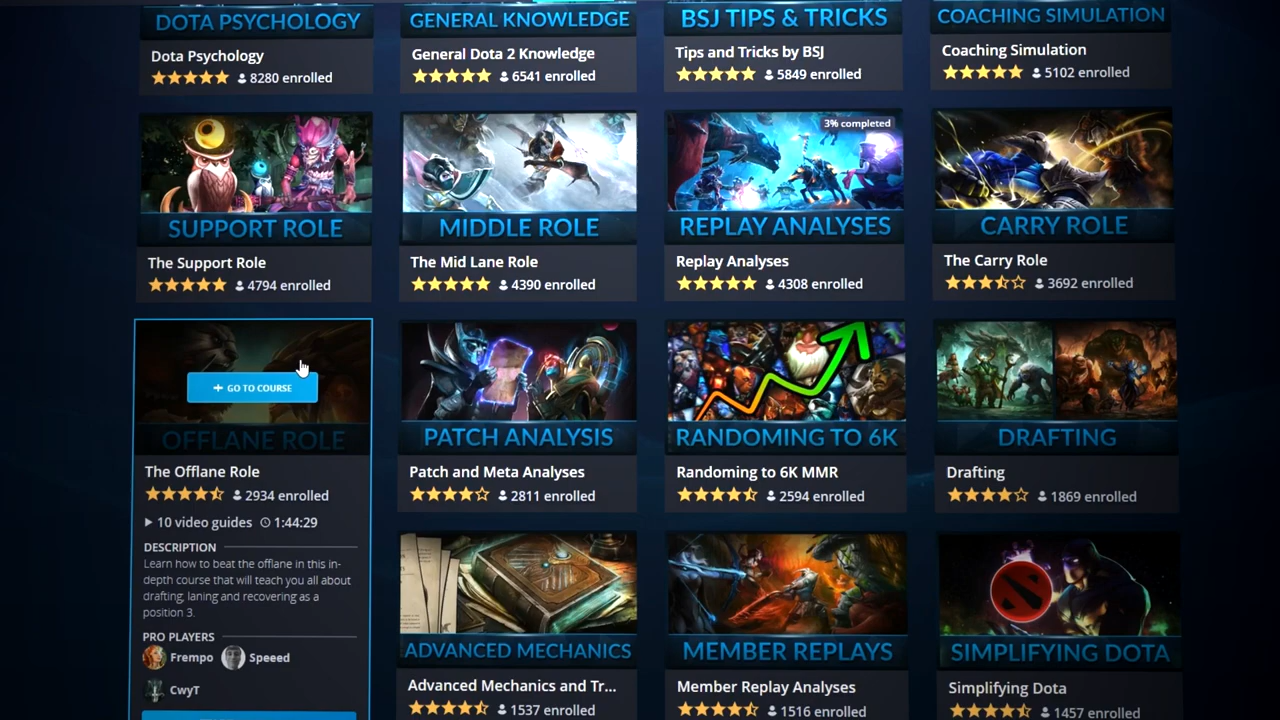 DOTA PSYCHOLOGY
Dota Psychology
8280 enrolled
GENERAL KNOWLEDGE
General Dota 2 Knowledge
6541 enrolled
BSJ TIPS & TRICKS
Tips and Tricks by BSJ
5849 enrolled
COACHING SIMULATION
Coaching Simulation
5102 enrolled
SUPPORT ROLE
The Support Role
4794 enrolled
MIDDLE ROLE
The Mid Lane Role
4390 enrolled
3% completed
REPLAY ANALYSES
Replay Analyses
4308 enrolled
CARRY ROLE
The Carry Role
3692 enrolled
+ GO TO COURSE
OFFLANE ROLE
The Offlane Role
2934 enrolled
10 video guides 1:44:29
DESCRIPTION
Learn how to beat the offlane in this in-
depth course that will teach you all about
drafting, laning and recovering as a
position 3.
PRO PLAYERS
Frempo Speeed
CwyT
PATCH ANALYSIS
Patch and Meta Analyses
2811 enrolled
RANDOMING TO 6K
Randoming to 6K MMR
2594 enrolled
DRAFTING
Drafting
1869 enrolled
ADVANCED MECHANICS
Advanced Mechanics and Tr...
1537 enrolled
MEMBER REPLAYS
Member Replay Analyses
1516 enrolled
SIMPLIFYING DOTA
Simplifying Dota
1457 enrolled